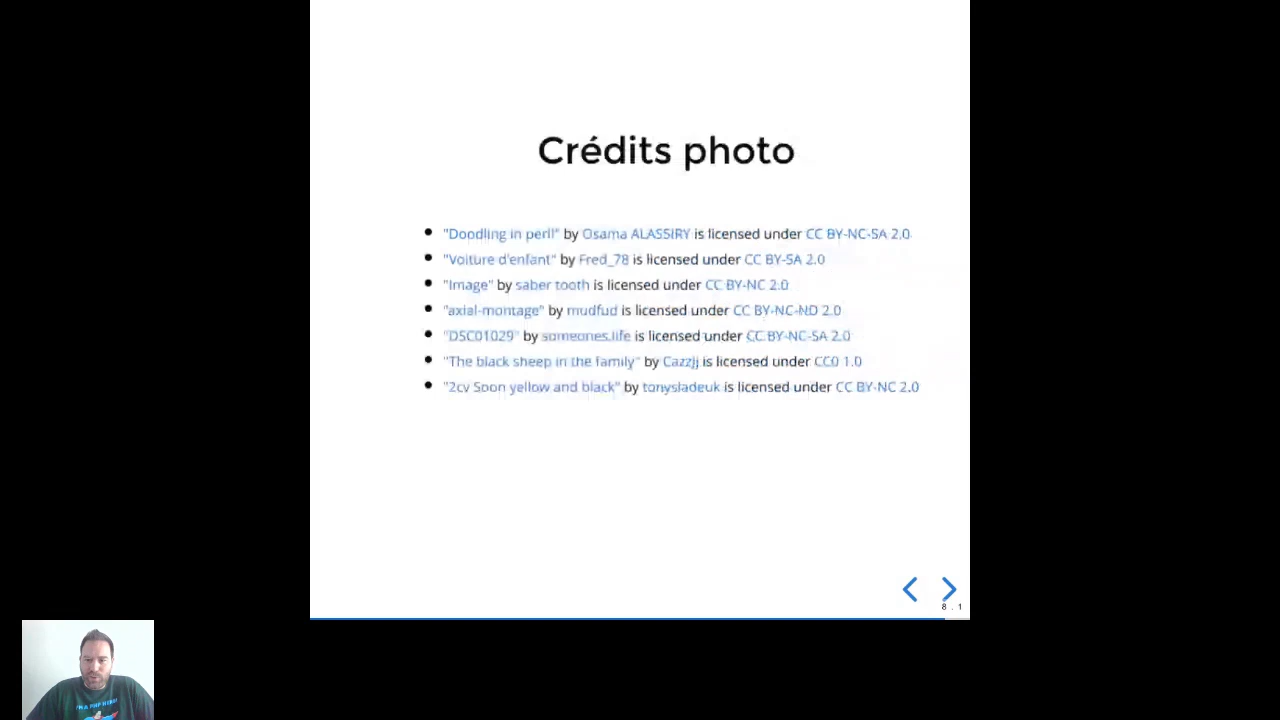 Crédits photo
"Doodling in peril" by Osama ALASSIRY is licensed under CC BY-NC-SA 2.0
"Voiture d'enfant" by Fred_78 is licensed under CC BY-SA 2.0
"Image" by saber tooth is licensed under CC BY-NC 2.0
"axial-montage" by mudfud is licensed under CC BY-NC-ND 2.0
"DSC01029" by someones.life is licensed under CC BY-NC-SA 2.0
"The black sheep in the family" by Cazzjj is licensed under CC0 1.0
"2cv Spon yellow and black" by tonysladeuk is licensed under CC BY-NC 2.0
8 . 1
I'M A PHP HERO!